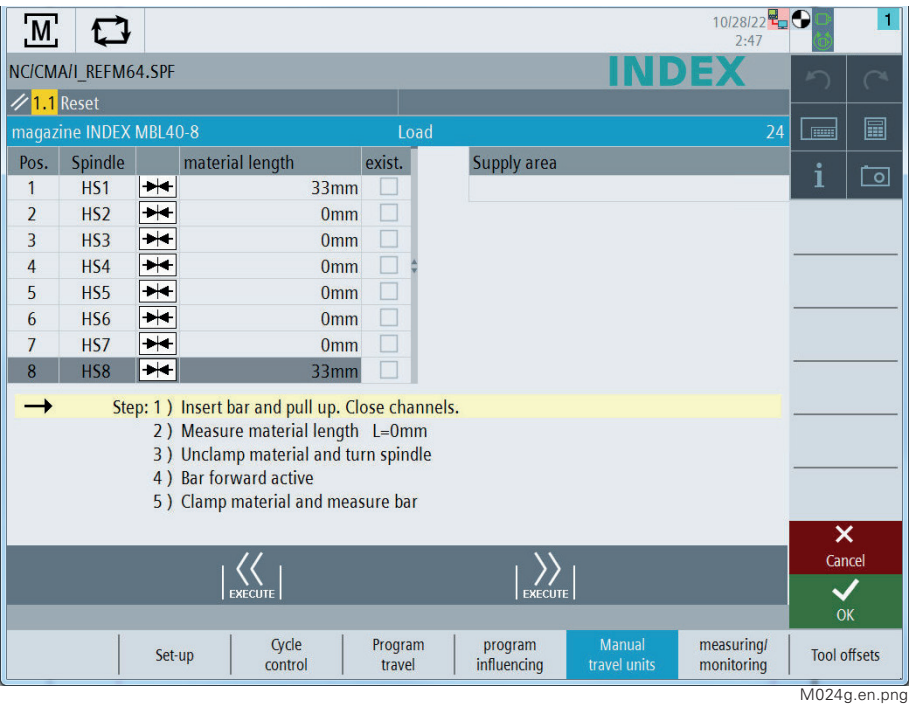 M
10/28/22
2:47
1
NC/CMA/I_REFM64.SPF
INDEX
1.1 Reset
magazine INDEX MBL40-8 Load 24
Pos. Spindle material length exist. Supply area
1 HS1 33mm
2 HS2 0mm
3 HS3 0mm
4 HS4 0mm
5 HS5 0mm
6 HS6 0mm
7 HS7 0mm
8 HS8 33mm
i
Step: 1 ) Insert bar and pull up. Close channels.
2 ) Measure material length L=0mm
3 ) Unclamp material and turn spindle
4 ) Bar forward active
5 ) Clamp material and measure bar
EXECUTE EXECUTE
Cancel
OK
Set-up
Cycle
control
Program
travel
program
influencing
Manual
travel units
measuring/
monitoring
Tool offsets
M024g.en.png